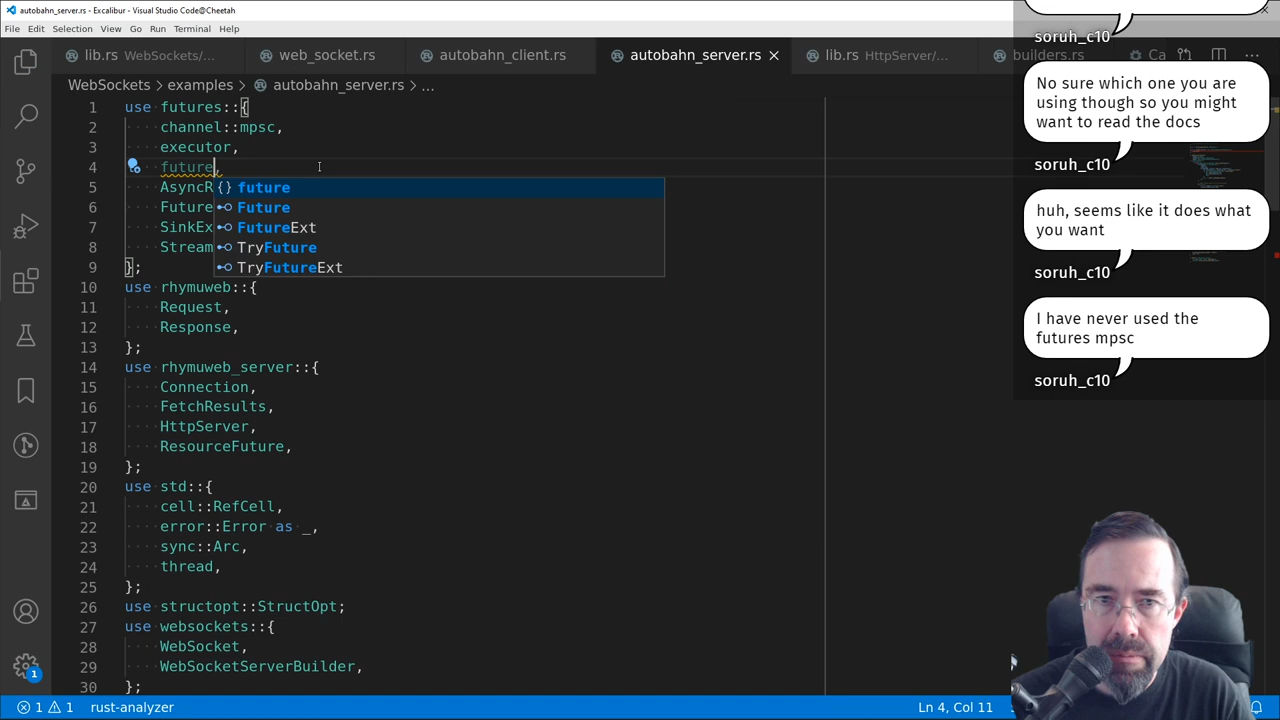 autobahn_server.rs - Excalibur - Visual Studio Code@Cheetah
File Edit Selection View Go Run Terminal Help
lib.rs WebSockets/... web_socket.rs autobahn_client.rs autobahn_server.rs lib.rs HttpServer/... builders.rs Ca
WebSockets > examples > autobahn_server.rs > ...
1 use futures::{
2 channel::mpsc,
3 executor,
4 future,
5 AsyncR
6 Future
7 SinkEx
8 Stream
9 };
10 use rhymuweb::{
11 Request,
12 Response,
13 };
14 use rhymuweb_server::{
15 Connection,
16 FetchResults,
17 HttpServer,
18 ResourceFuture,
19 };
20 use std::{
21 cell::RefCell,
22 error::Error as _,
23 sync::Arc,
24 thread,
25 };
26 use structopt::StructOpt;
27 use websockets::{
28 WebSocket,
29 WebSocketServerBuilder,
30 };
{} future
Future
FutureExt
TryFuture
TryFutureExt
soruh_c10
No sure which one you are
using though so you might
want to read the docs
soruh_c10
huh, seems like it does what
you want
soruh_c10
I have never used the
futures mpsc
soruh_c10
1
1 1 rust-analyzer
Ln 4, Col 11